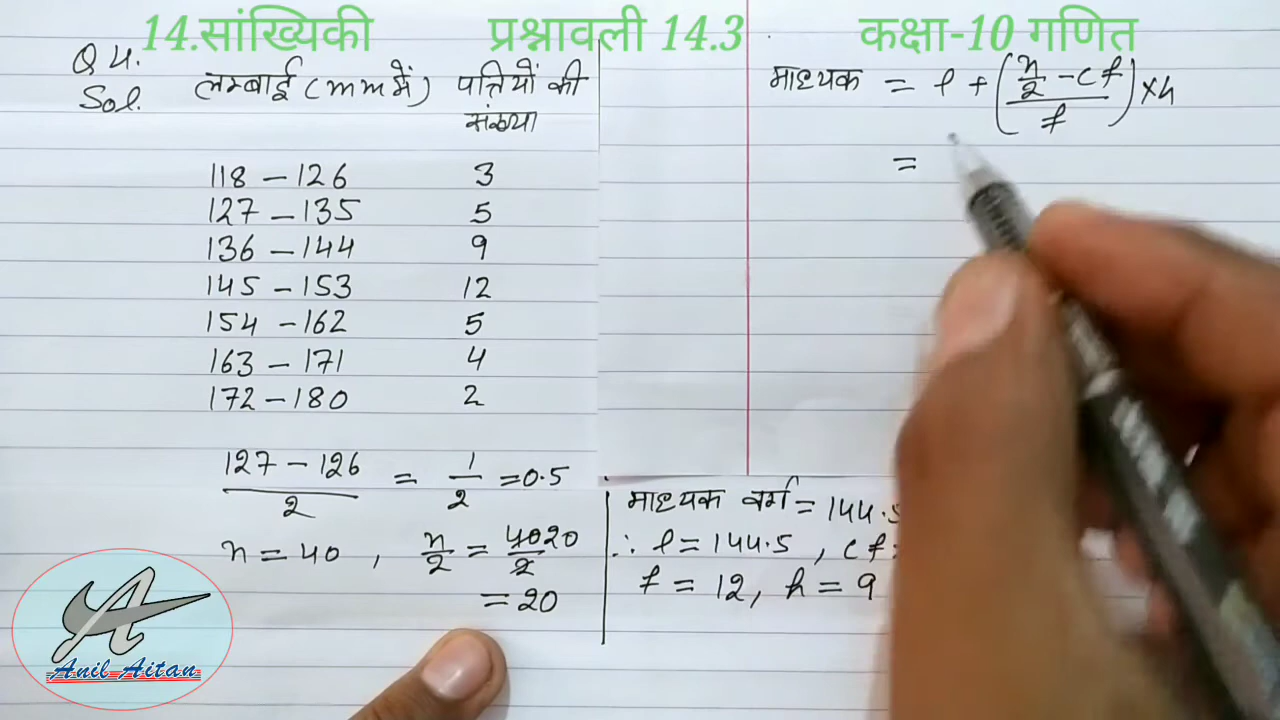 14.सांख्यिकी प्रश्नावली 14.3 कक्षा-10 गणित
Q 4.
Sol.
लम्बाई (mm में) पत्तियों की संख्या
118 – 126 3
127 – 135 5
136 – 144 9
145 – 153 12
154 – 162 5
163 – 171 4
172 – 180 2
127 – 126 / 2 = 1/2 = 0.5
n = 40 , n/2 = 40 20 / 2
= 20
माध्यक = l + ( (n/2 – cf) / f ) × h
=
माध्यक वर्ग = 144.5
∴ l = 144.5 , cf =
f = 12, h = 9
Anil Aitan